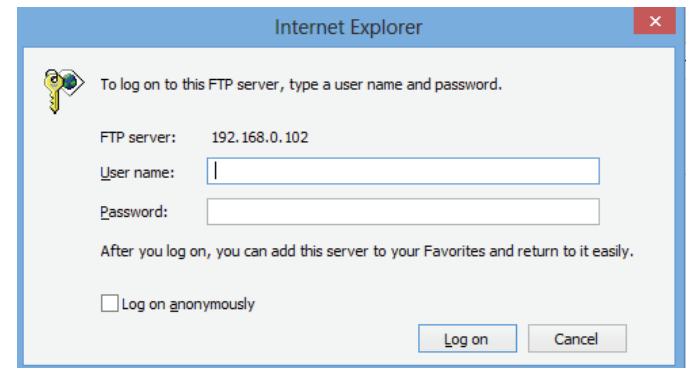 Internet Explorer
To log on to this FTP server, type a user name and password.
FTP server: 192.168.0.102
User name:
Password:
After you log on, you can add this server to your Favorites and return to it easily.
Log on anonymously
Log on Cancel